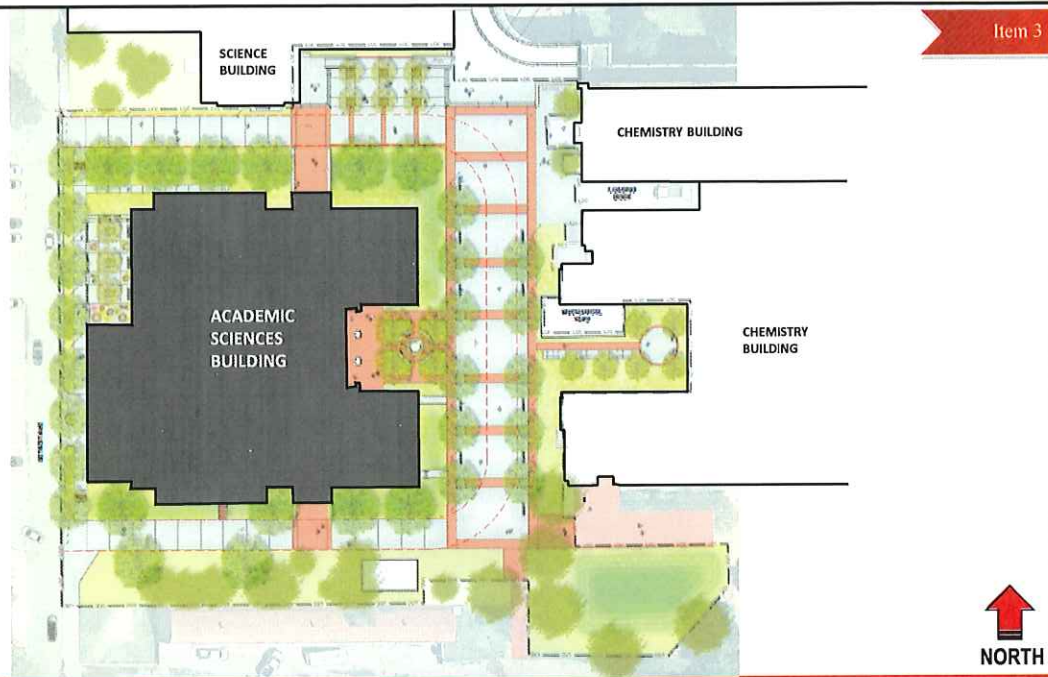 Item 3
SCIENCE
BUILDING
CHEMISTRY BUILDING
ACADEMIC
SCIENCES
BUILDING
CHEMISTRY
BUILDING
NORTH